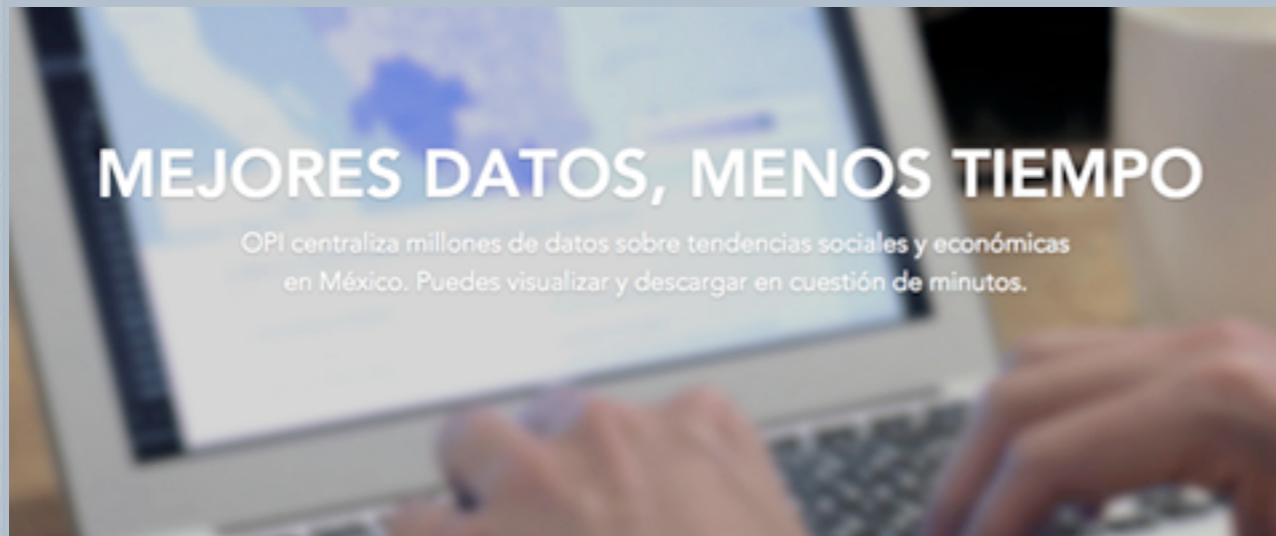 MEJORES DATOS, MENOS TIEMPO
OPI centraliza millones de datos sobre tendencias sociales y económicas
en México. Puedes visualizar y descargar en cuestión de minutos.